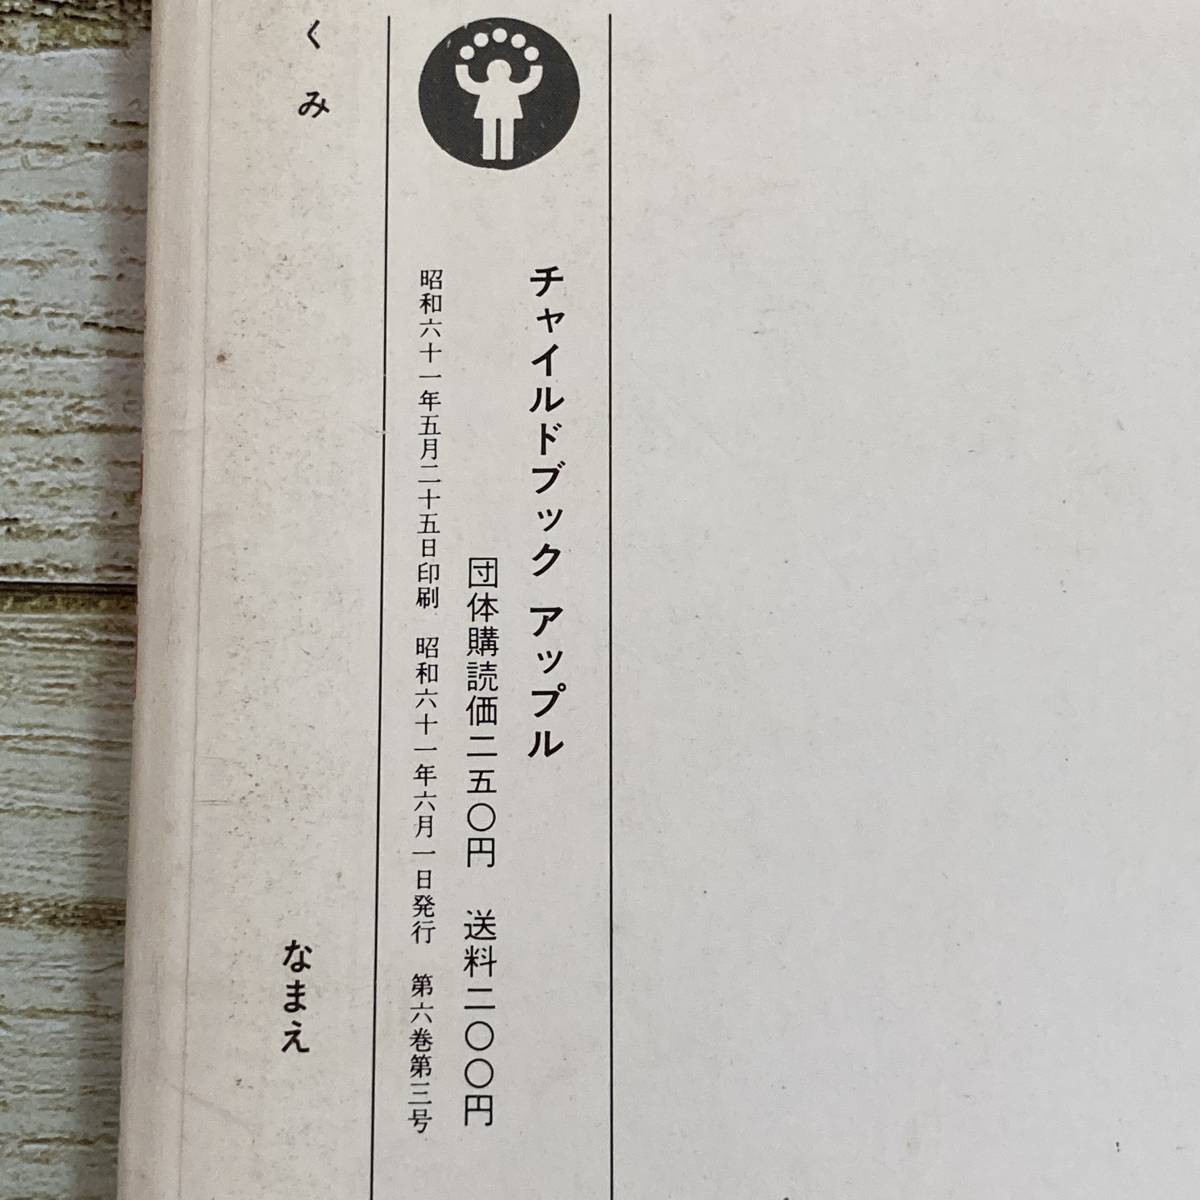 チャイルドブック アップル
団体購読価二五〇円 送料二〇〇円
昭和六十一年五月二十五日印刷 昭和六十一年六月一日発行 第六巻第三号
くみ なまえ